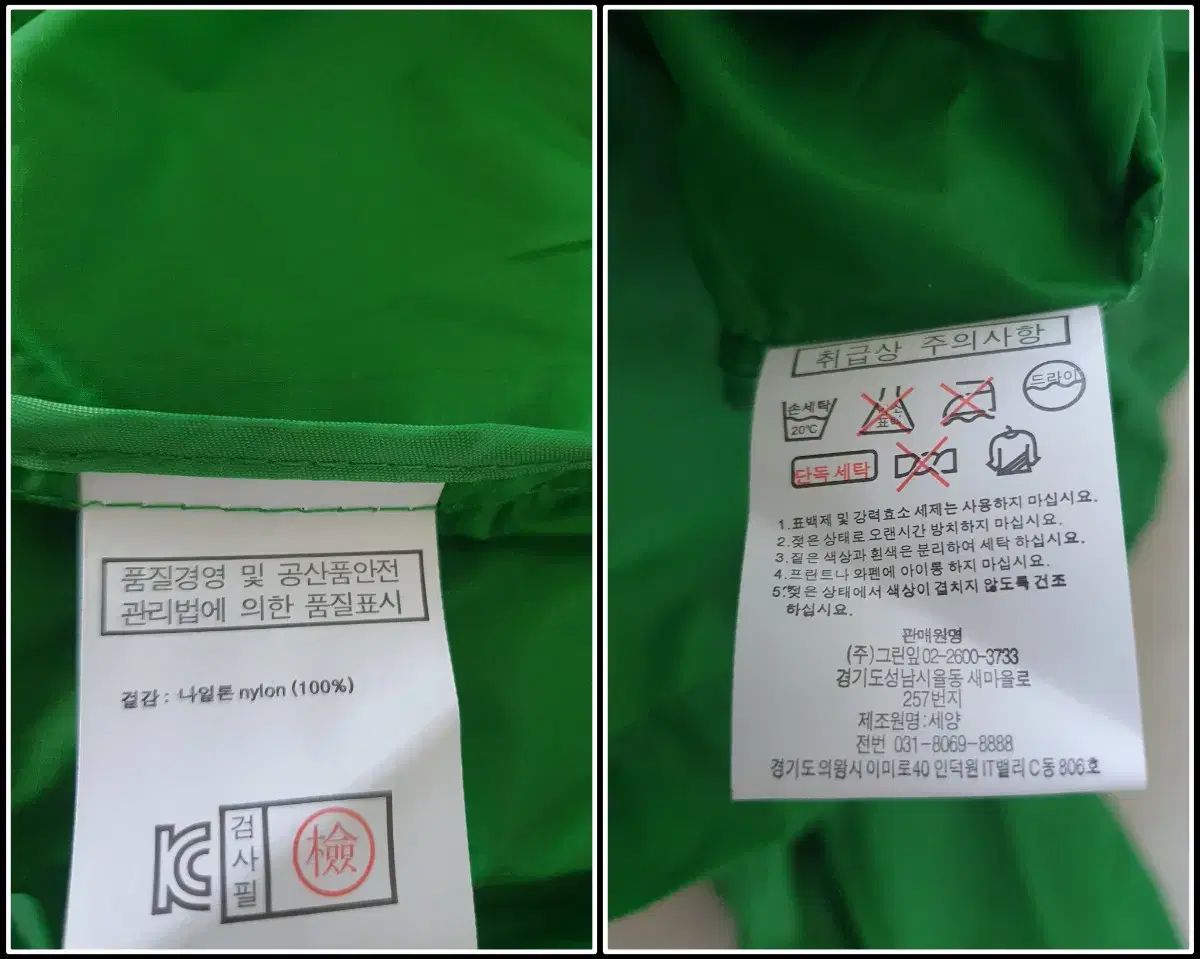 품질경영 및 공산품안전
관리법에 의한 품질표시
겉감 : 나일론 nylon (100%)
검사필
檢
취급상 주의사항
손세탁
20℃
드라이
단독세탁
1.표백제 및 강력효소 세제는 사용하지 마십시요.
2.젖은 상태로 오랜시간 방치하지 마십시요.
3.짙은 색상과 흰색은 분리하여 세탁 하십시요.
4.프린트나 와펜에 아이롱 하지 마십시요.
5.젖은 상태에서 색상이 겹치지 않도록 건조
하십시요.
판매원명
(주)그린잎02-2600-3733
경기도성남시율동 새마을로
257번지
제조원명:세양
전번 031-8069-8888
경기도의왕시이미로40 인덕원IT밸리C동806호